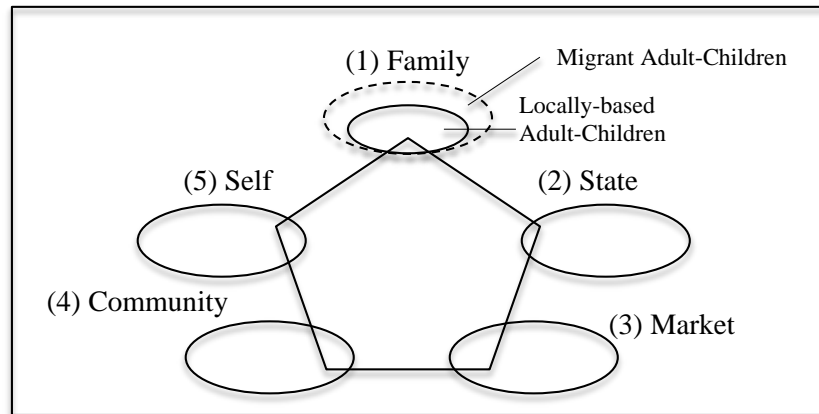 (1) Family
Migrant Adult-Children
Locally-based
Adult-Children
(5) Self
(2) State
(4) Community
(3) Market